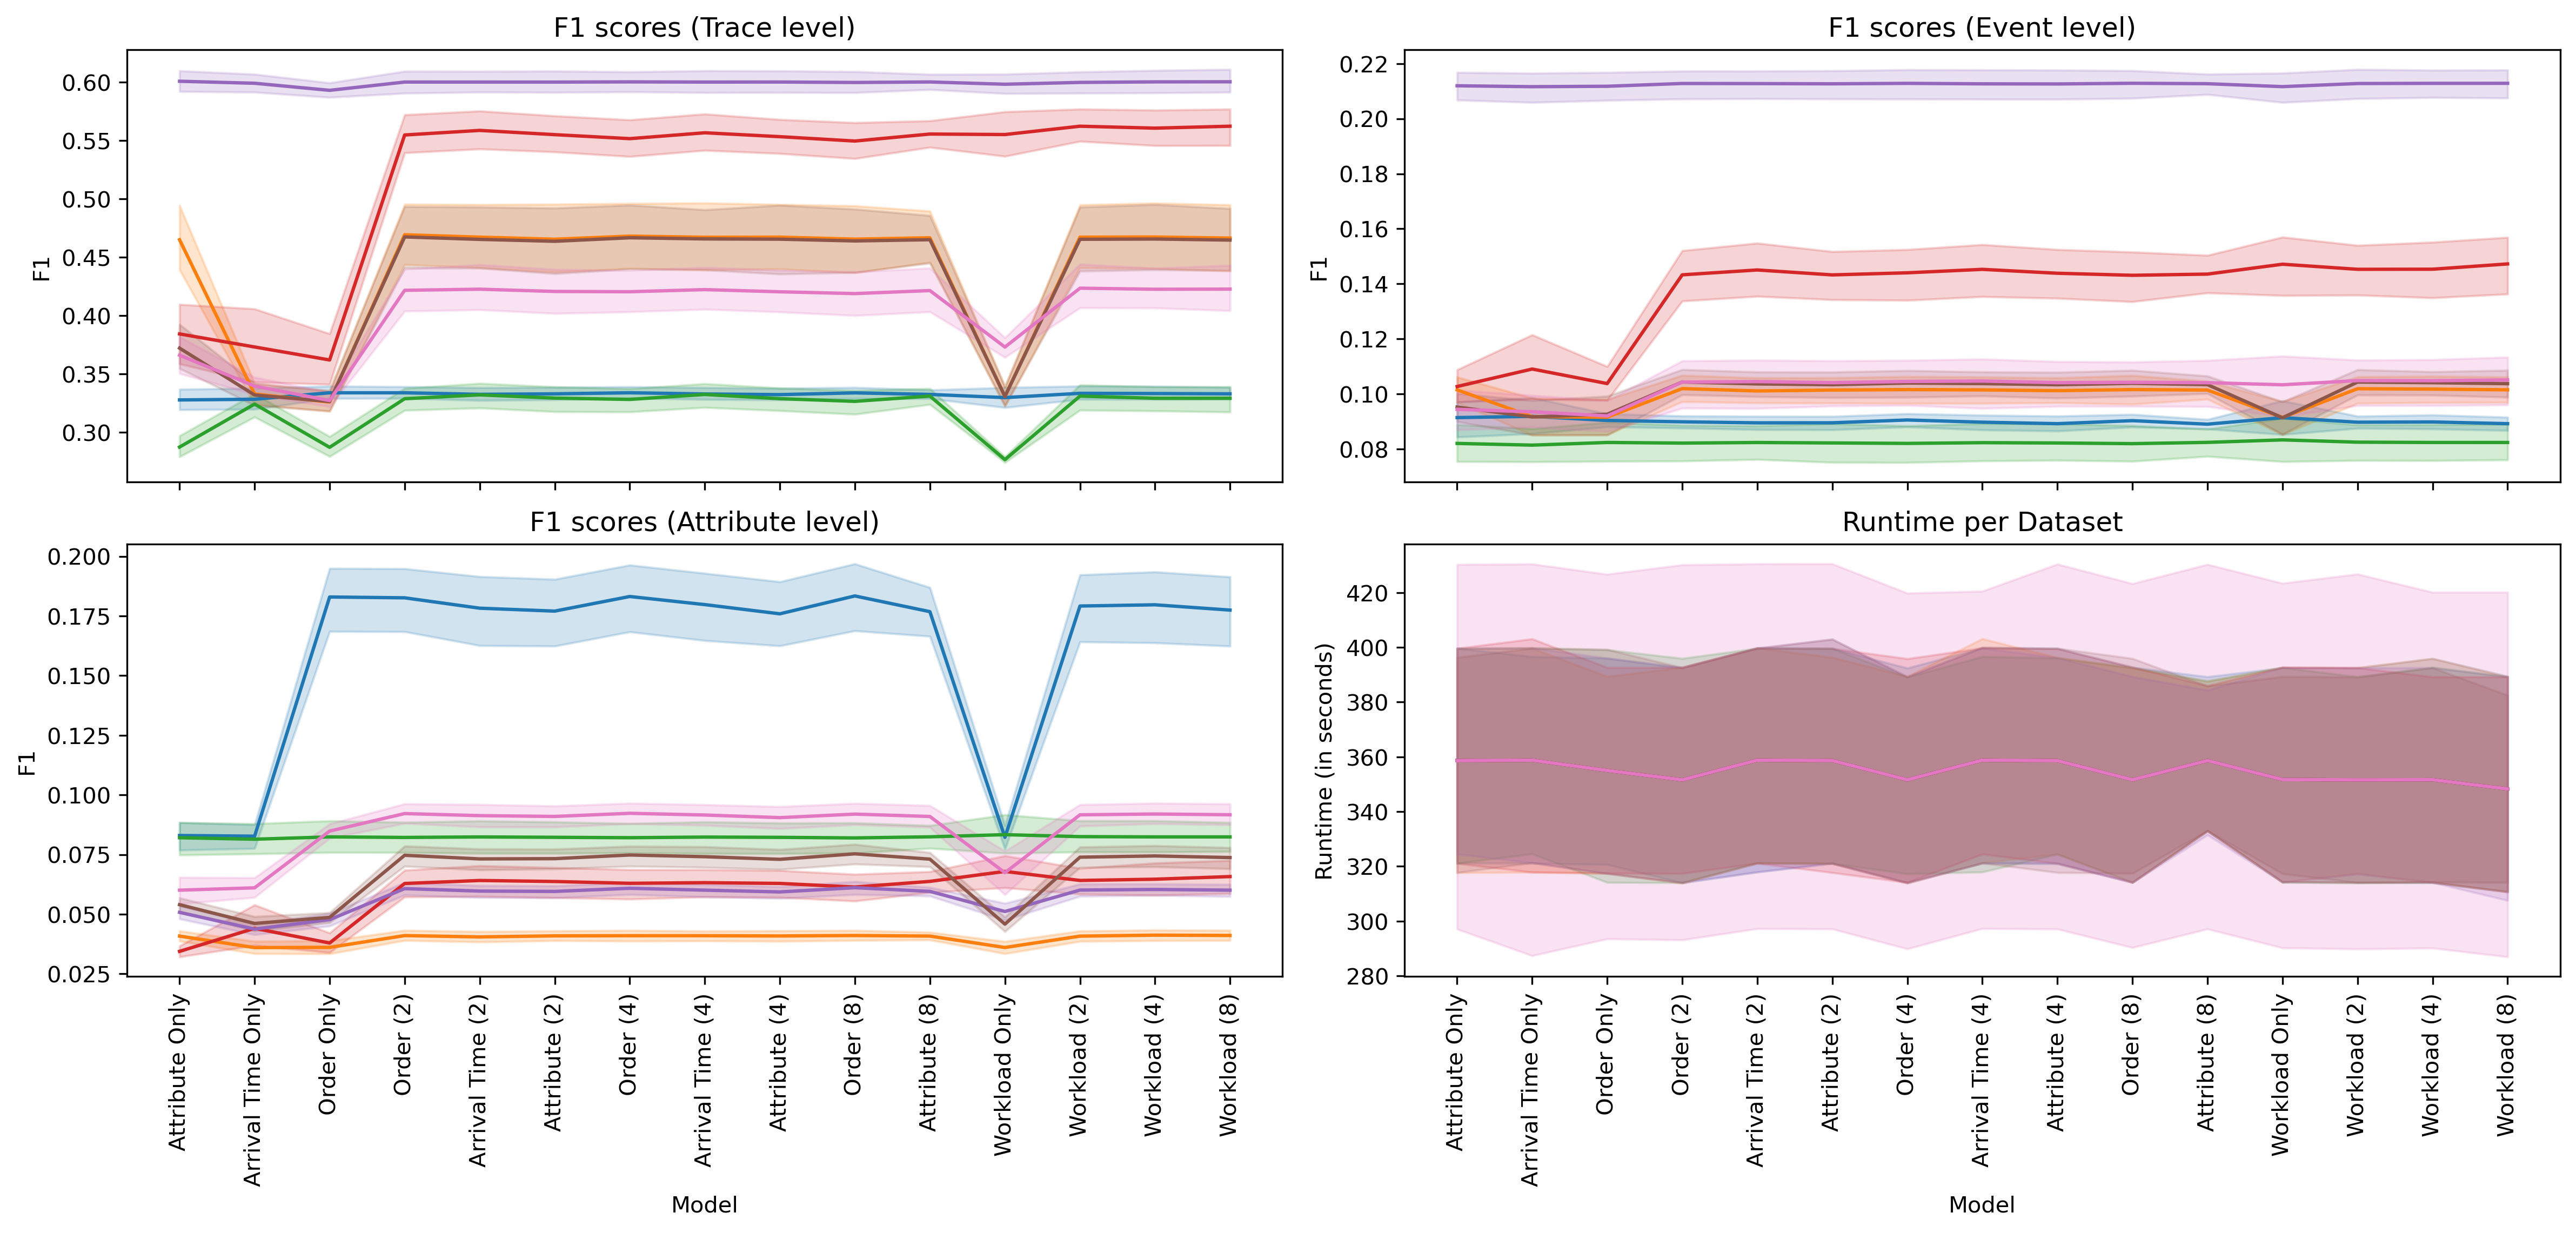 F1 scores (Trace level)
0.60
0.55
0.50
0.45
0.40
0.35
0.30
F1
F1 scores (Event level)
0.22
0.20
0.18
0.16
0.14
0.12
0.10
0.08
F1
F1 scores (Attribute level)
0.200
0.175
0.150
0.125
0.100
0.075
0.050
0.025
F1
Attribute Only
Arrival Time Only
Order Only
Order (2)
Arrival Time (2)
Attribute (2)
Order (4)
Arrival Time (4)
Attribute (4)
Order (8)
Attribute (8)
Workload Only
Workload (2)
Workload (4)
Workload (8)
Model
Runtime per Dataset
420
400
380
360
340
320
300
280
Runtime (in seconds)
Attribute Only
Arrival Time Only
Order Only
Order (2)
Arrival Time (2)
Attribute (2)
Order (4)
Arrival Time (4)
Attribute (4)
Order (8)
Attribute (8)
Workload Only
Workload (2)
Workload (4)
Workload (8)
Model